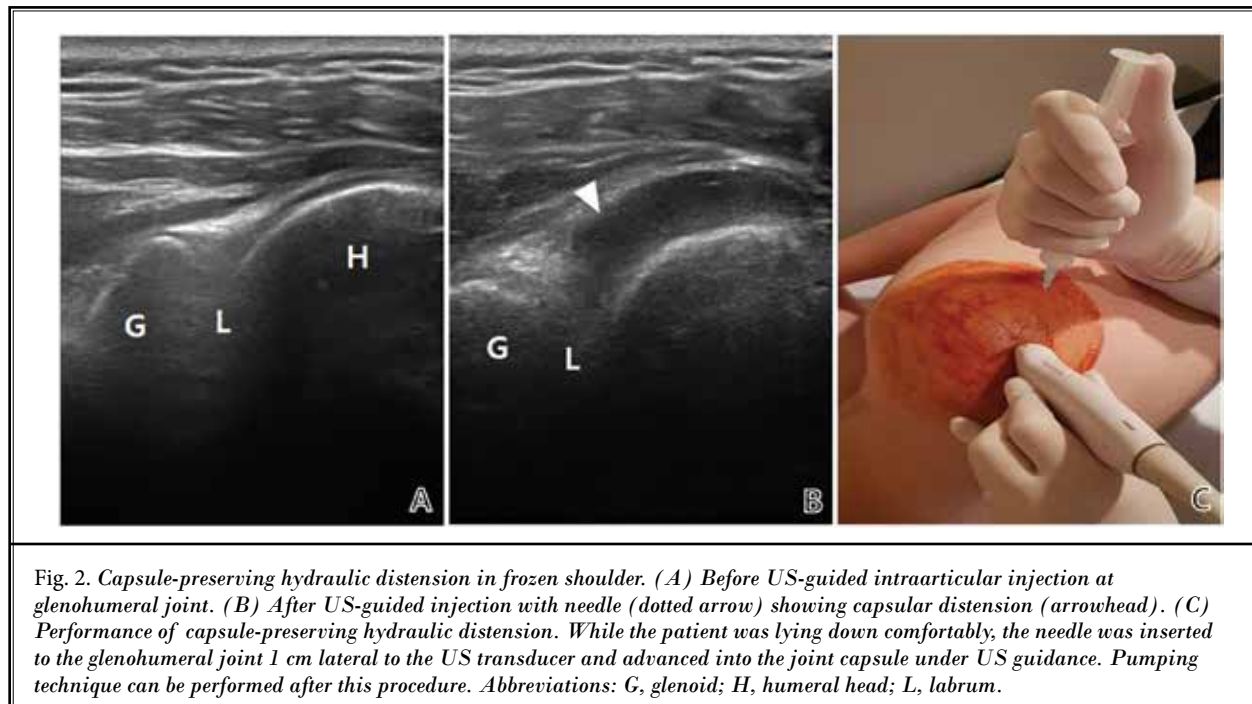 G
L
H
A
G
L
B
C
Fig. 2. Capsule-preserving hydraulic distension in frozen shoulder. (A) Before US-guided intraarticular injection at
glenohumeral joint. (B) After US-guided injection with needle (dotted arrow) showing capsular distension (arrowhead). (C)
Performance of capsule-preserving hydraulic distension. While the patient was lying down comfortably, the needle was inserted
to the glenohumeral joint 1 cm lateral to the US transducer and advanced into the joint capsule under US guidance. Pumping
technique can be performed after this procedure. Abbreviations: G, glenoid; H, humeral head; L, labrum.